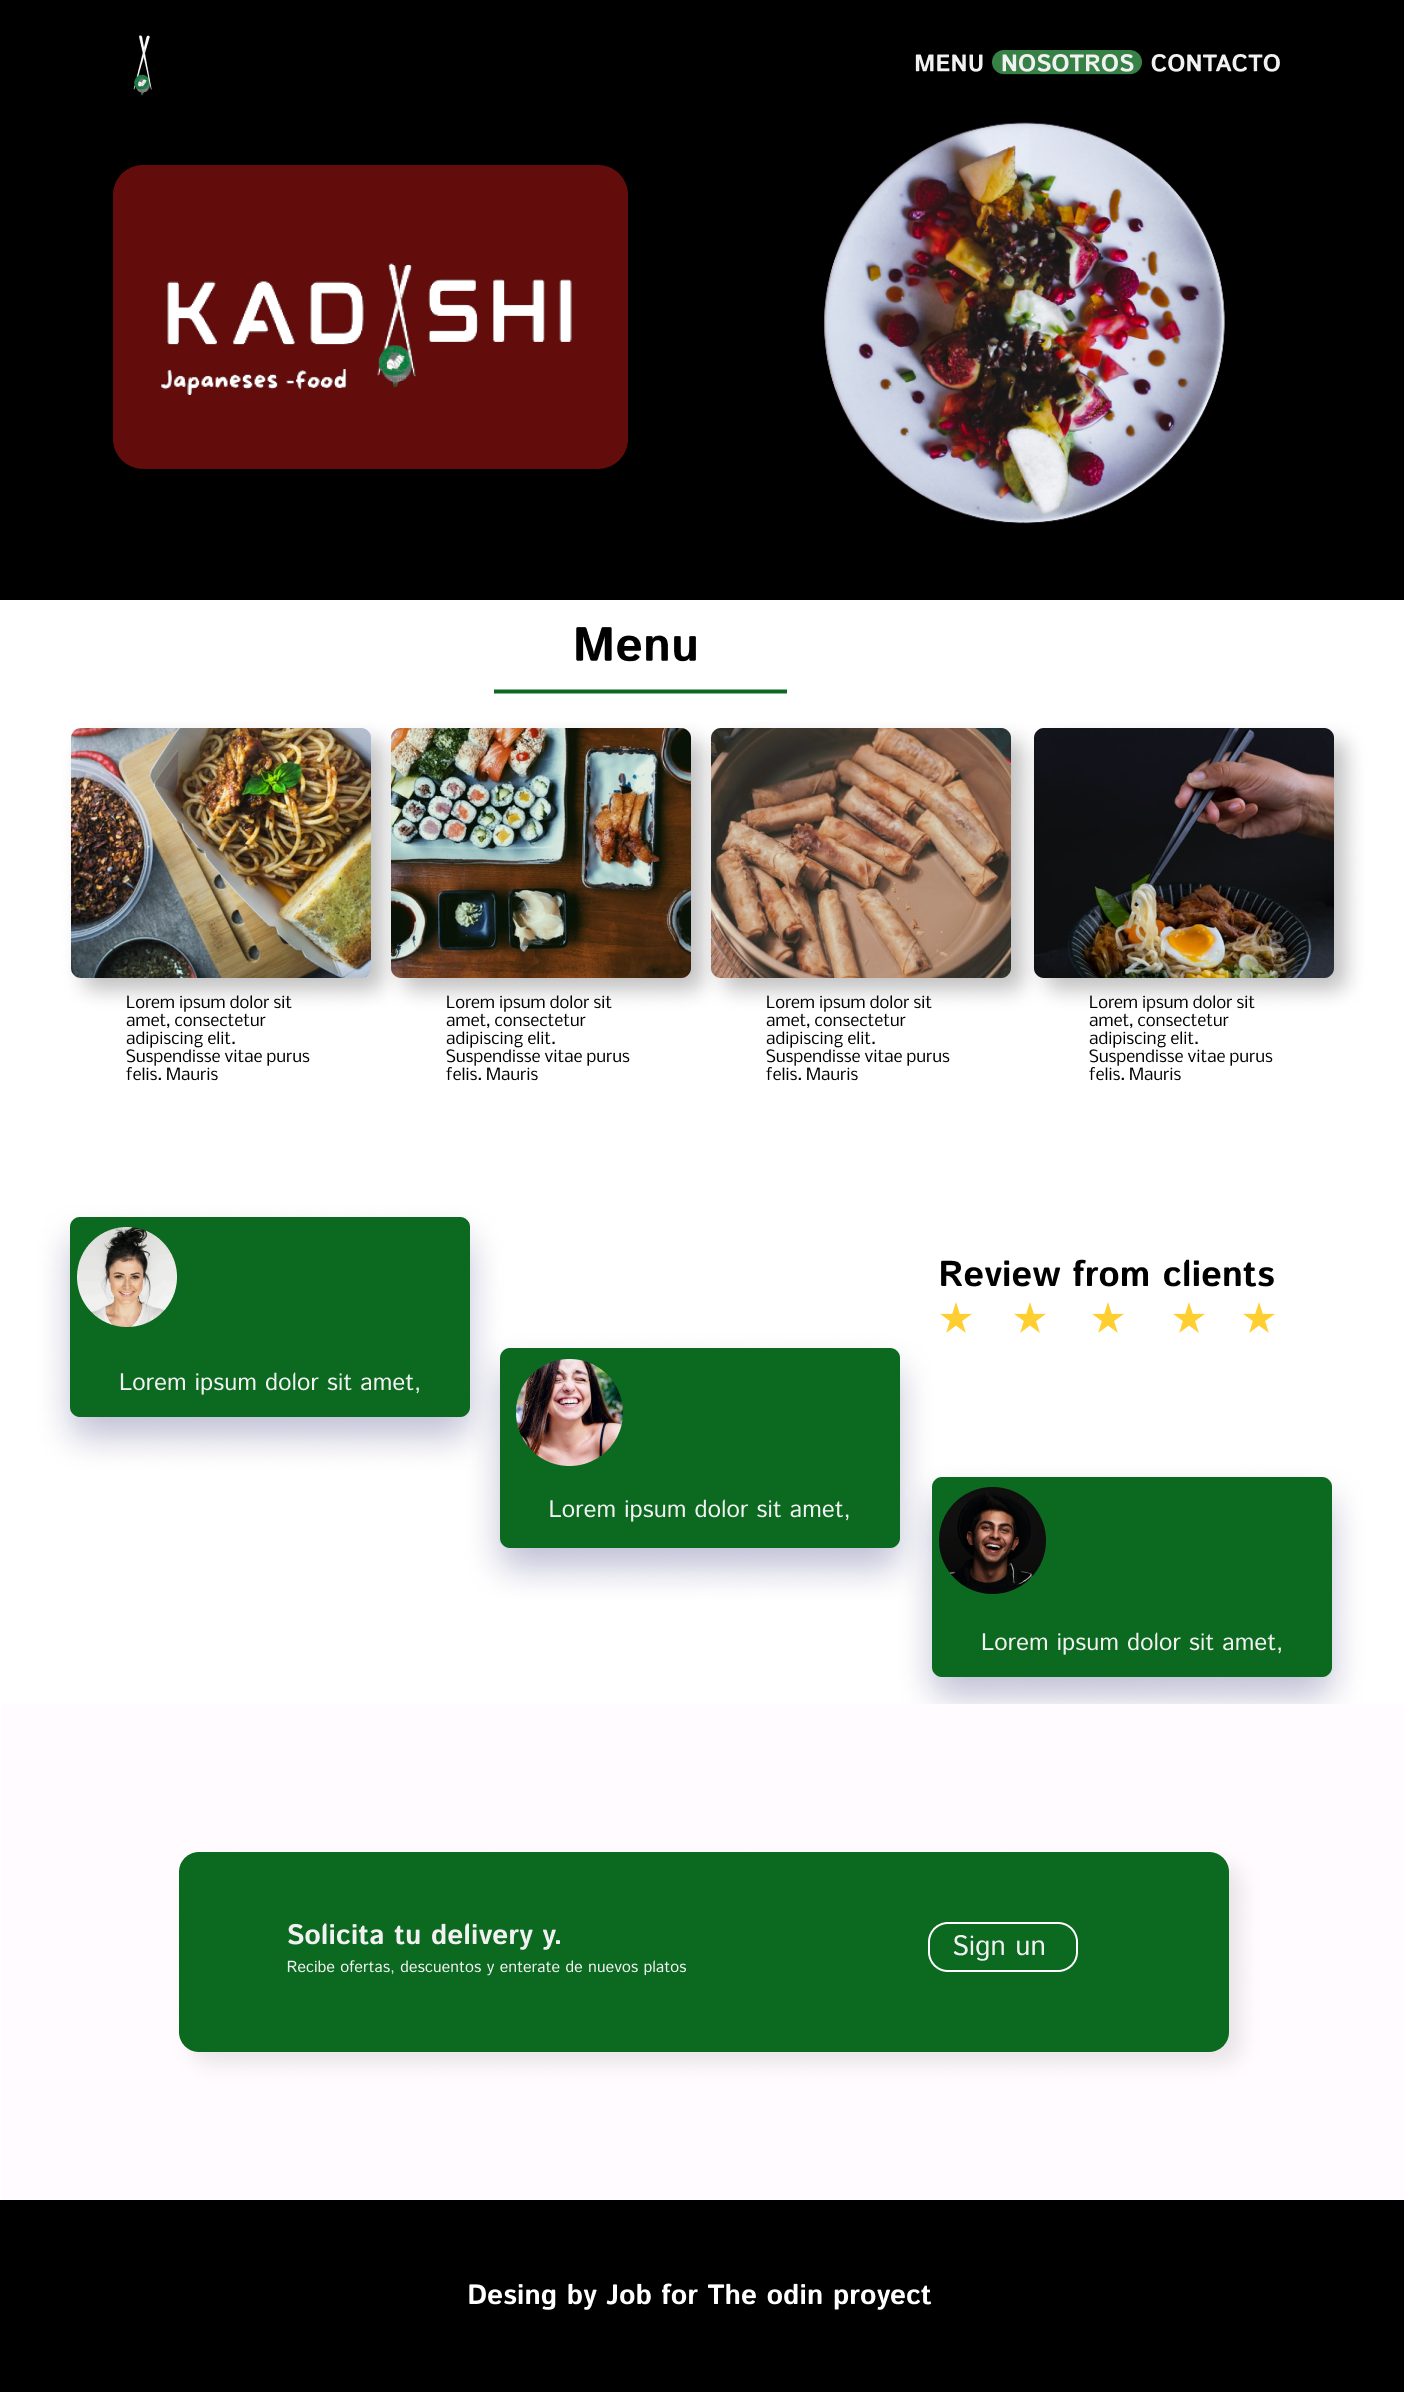 MENU NOSOTROS CONTACTO
KADISHI
Japaneses -food
Menu
Lorem ipsum dolor sit
amet, consectetur
adipiscing elit.
Suspendisse vitae purus
felis. Mauris
Lorem ipsum dolor sit
amet, consectetur
adipiscing elit.
Suspendisse vitae purus
felis. Mauris
Lorem ipsum dolor sit
amet, consectetur
adipiscing elit.
Suspendisse vitae purus
felis. Mauris
Lorem ipsum dolor sit
amet, consectetur
adipiscing elit.
Suspendisse vitae purus
felis. Mauris
Lorem ipsum dolor sit amet,
Review from clients
Lorem ipsum dolor sit amet,
Lorem ipsum dolor sit amet,
Solicita tu delivery y.
Recibe ofertas, descuentos y enterate de nuevos platos
Sign un
Desing by Job for The odin proyect